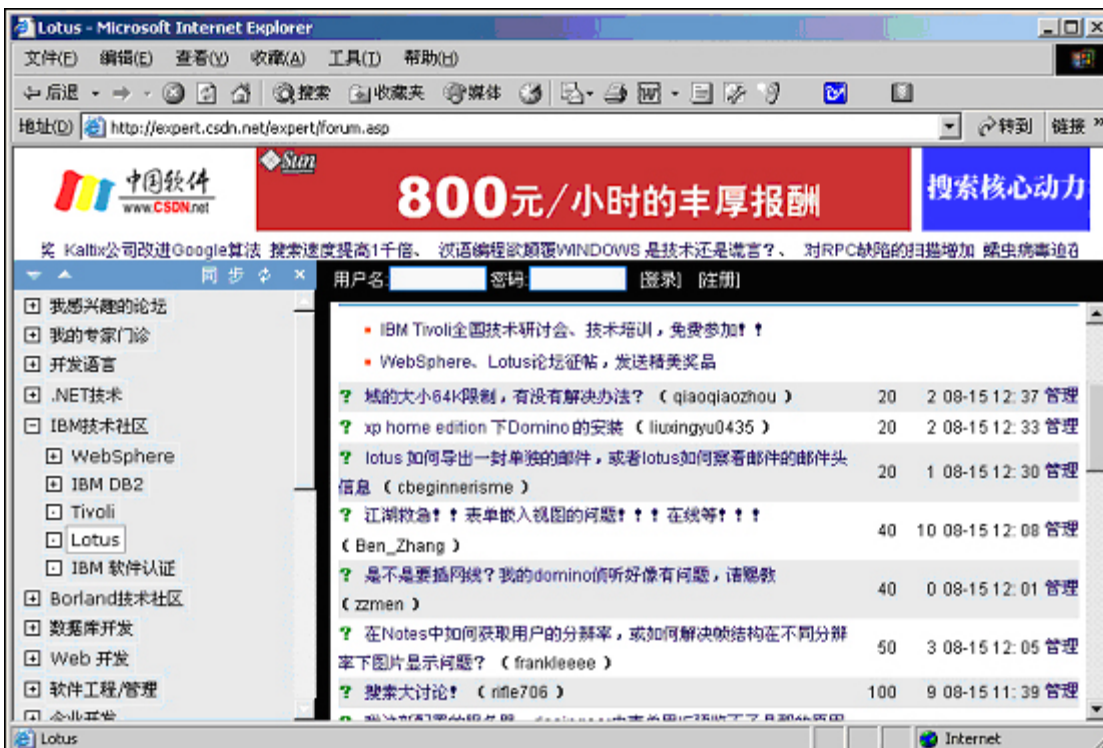 Lotus - Microsoft Internet Explorer
文件(F) 编辑(E) 查看(V) 收藏(A) 工具(T) 帮助(H)
后退 搜索 收藏夹 媒体
地址(D) http://expert.csdn.net/expert/forum.asp 转到 链接 »
中国软件
www.CSDN.net
Sun
800元/小时的丰厚报酬
搜索核心动力
奖 Kaltix公司改进Google算法 搜索速度提高1千倍、 汉语编程欲颠覆WINDOWS 是技术还是谎言？、 对RPC缺陷的扫描增加 蠕虫病毒迫在
同 步 ×
用户名: 密码: [登录] [注册]
我感兴趣的论坛
我的专家门诊
开发语言
.NET技术
IBM技术社区
WebSphere
IBM DB2
Tivoli
Lotus
IBM 软件认证
Borland技术社区
数据库开发
Web 开发
软件工程/管理
企业开发
IBM Tivoli全国技术研讨会、技术培训，免费参加！！
WebSphere、Lotus论坛征帖，发送精美奖品
? 域的大小64K限制，有没有解决办法？ （ qiaoqiaozhou ） 20 2 08-15 12: 37 管理
? xp home edition 下Domino 的安装 （ liuxingyu0435 ） 20 2 08-15 12: 33 管理
? lotus 如何导出一封单独的邮件，或者lotus如何察看邮件的邮件头
信息 （ cbeginnerisme ） 20 1 08-15 12: 30 管理
? 江湖救急！！表单嵌入视图的问题！！！在线等！！！
（ Ben_Zhang ） 40 10 08-15 12: 08 管理
? 是不是要插网线？我的domino侦听好像有问题，请赐教
（ zzmen ） 40 0 08-15 12: 01 管理
? 在Notes中如何获取用户的分辨率，或如何解决帧结构在不同分辨
率下图片显示问题？ （ frankleeee ） 50 3 08-15 12: 05 管理
? 搜索大讨论！ （ rifle706 ） 100 9 08-15 11: 39 管理
Lotus Internet